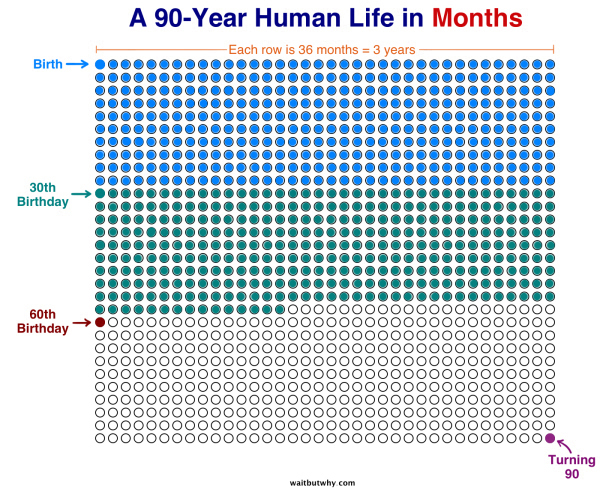 A 90-Year Human Life in Months
Each row is 36 months = 3 years
Birth
30th
Birthday
60th
Birthday
Turning
90
waitbutwhy.com